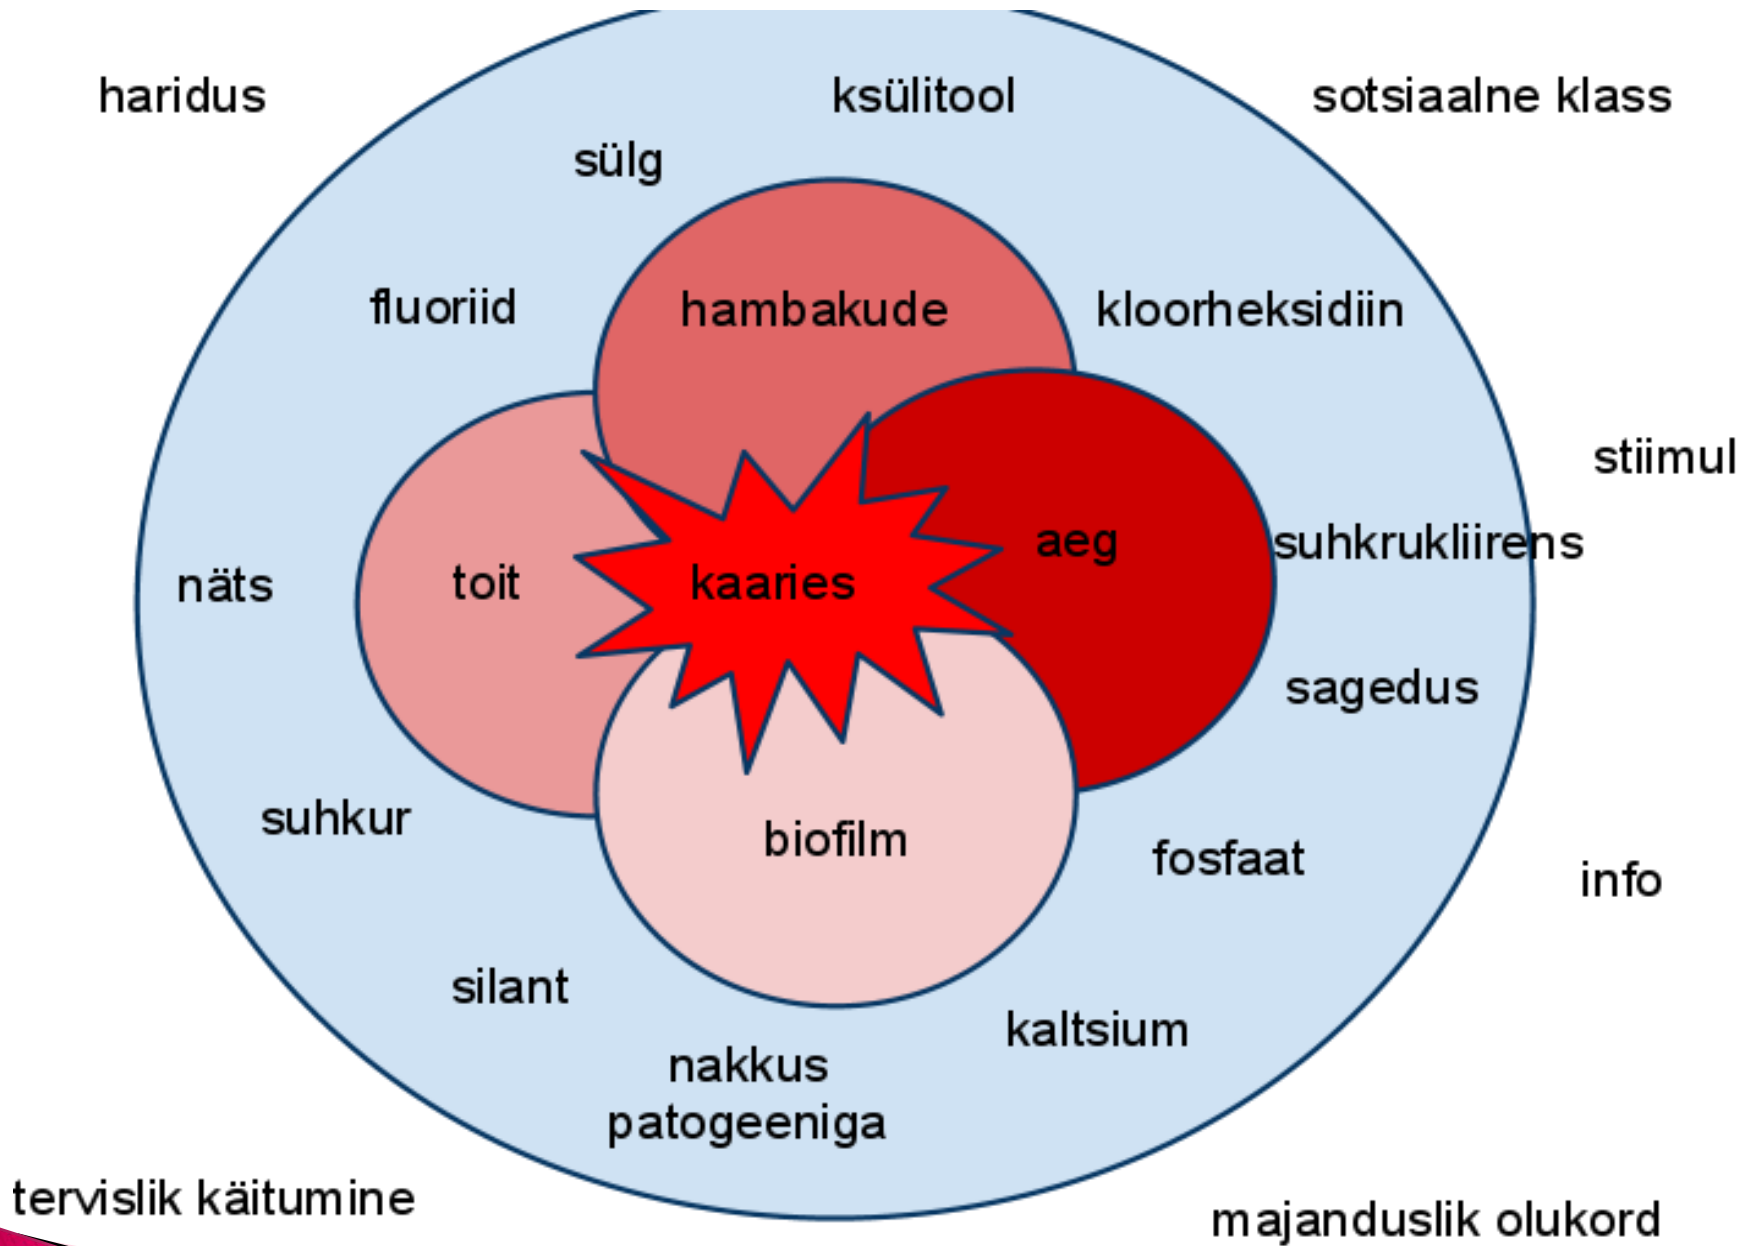 haridus
ksülitool
sotsiaalne klass
sülg
fluoriid
hambakude
kloorheksidiin
stiimul
aeg
suhkrukliirens
näts
toit
kaaries
sagedus
suhkur
biofilm
fosfaat
info
silant
kaltsium
nakkus
patogeeniga
tervislik käitumine
majanduslik olukord